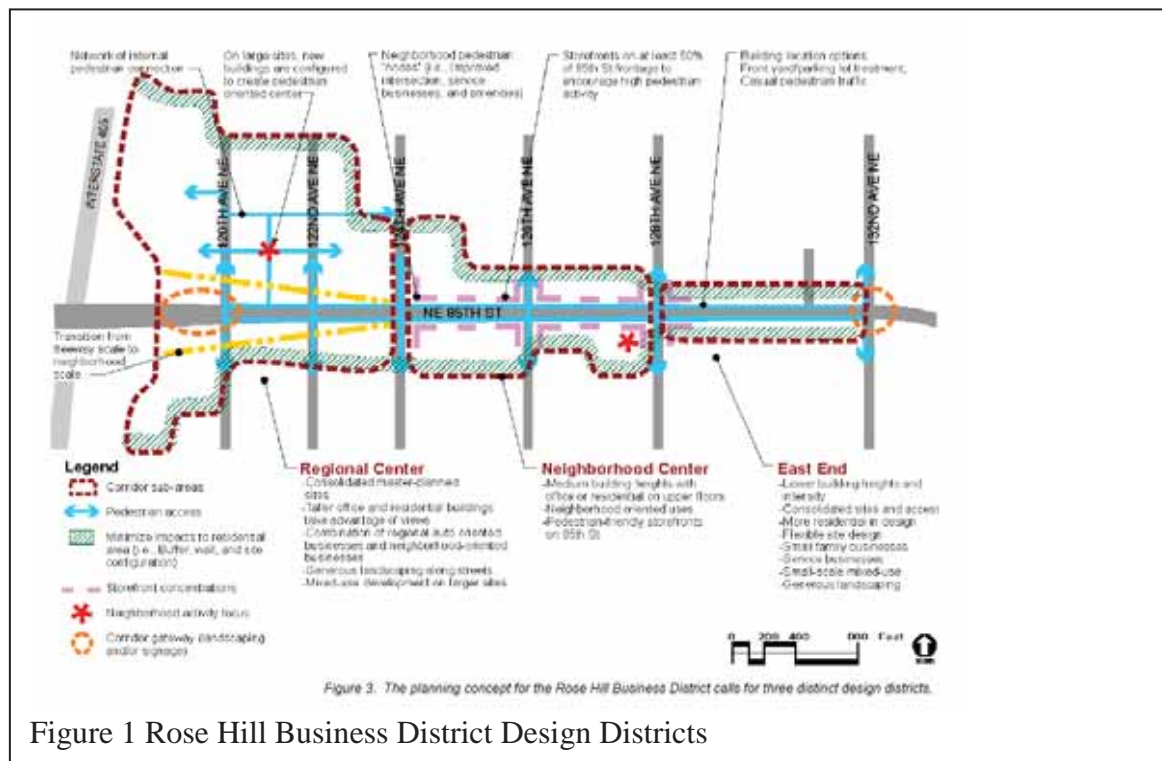 Network of internal
pedestrian connection
On large sites, new
buildings are configured
to create pedestrian
oriented center
Neighborhood pedestrian
"nodes" (i.e., improved
intersection, service
businesses, and amenities)
Storefronts on at least 50%
of 85th St frontage to
encourage high pedestrian
activity
Building location options,
Front yard/parking lot treatment,
Casual pedestrian traffic
INTERSTATE 405
120TH AVE NE
122ND AVE NE
124TH AVE NE
126TH AVE NE
128TH AVE NE
132ND AVE NE
NE 85TH ST
Transition from
freeway scale to
neighborhood
scale
Legend
Corridor sub-areas
Pedestrian access
Minimize impacts to residential
area (i.e., Buffer, wall, and site
configuration)
Storefront concentrations
Neighborhood activity focus
Corridor gateway (landscaping
and/or signage)
Regional Center
-Consolidated master-planned
sites
-Taller office and residential buildings
take advantage of views
-Combination of regional auto oriented
businesses and neighborhood-oriented
businesses
-Generous landscaping along streets
-Mixed-use development on larger sites
Neighborhood Center
-Medium building heights with
office or residential on upper floors
-Neighborhood oriented uses
-Pedestrian-friendly storefronts
on 85th St
East End
-Lower building heights and
intensity
-Consolidated sites and access
-More residential in design
-Flexible site design
-Small family businesses
-Service businesses
-Small-scale mixed-use
-Generous landscaping
0 200 400 800 Feet
Figure 3. The planning concept for the Rose Hill Business District calls for three distinct design districts.
Figure 1 Rose Hill Business District Design Districts